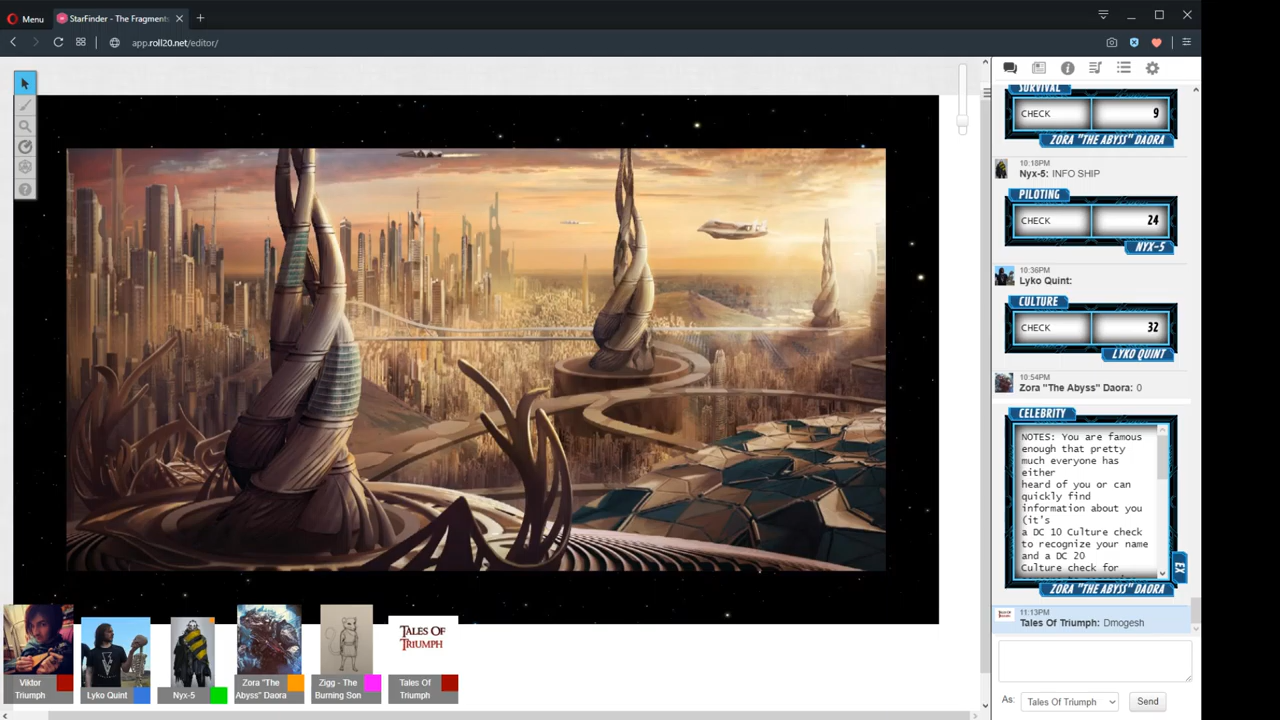 Menu
StarFinder - The Fragments
app.roll20.net/editor/
SURVIVAL
CHECK 9
ZORA "THE ABYSS" DAORA
10:18PM
Nyx-5: INFO SHIP
PILOTING
CHECK 24
NYX-5
10:36PM
Lyko Quint:
CULTURE
CHECK 32
LYKO QUINT
10:54PM
Zora "The Abyss" Daora: 0
CELEBRITY
NOTES: You are famous
enough that pretty
much everyone has
either
heard of you or can
quickly find
information about you
(it's
a DC 10 Culture check
to recognize your name
and a DC 20
Culture check for
EX
ZORA "THE ABYSS" DAORA
11:13PM
Tales Of Triumph: Dmogesh
As: Tales Of Triumph
Send
TALES OF
TRIUMPH
Viktor
Triumph
Lyko Quint
Nyx-5
Zora "The
Abyss" Daora
Zigg - The
Burning Son
Tales Of
Triumph